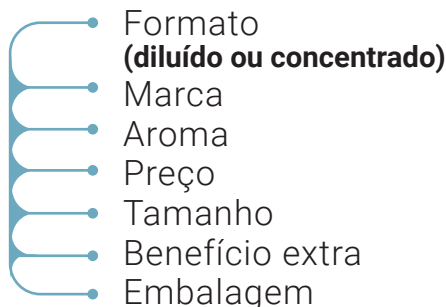 Formato
(diluído ou concentrado)
Marca
Aroma
Preço
Tamanho
Benefício extra
Embalagem